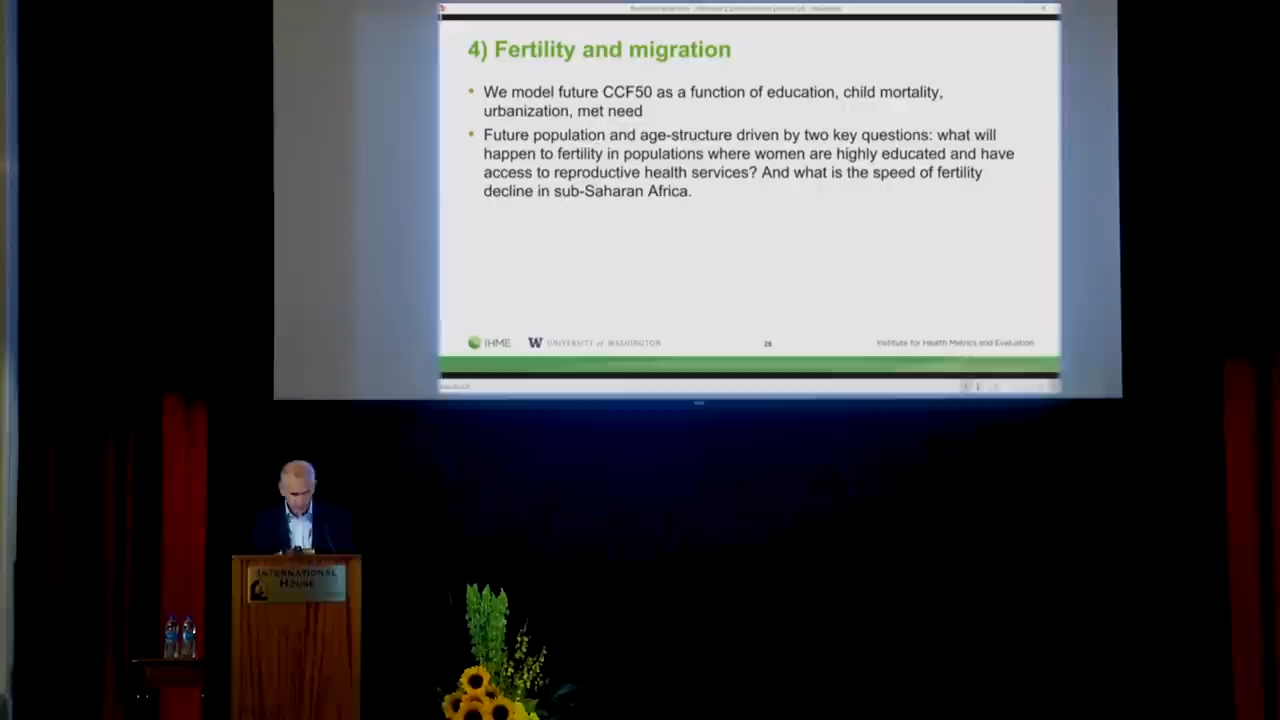 4) Fertility and migration
• We model future CCF50 as a function of education, child mortality,
urbanization, met need
• Future population and age-structure driven by two key questions: what will
happen to fertility in populations where women are highly educated and have
access to reproductive health services? And what is the speed of fertility
decline in sub-Saharan Africa.
IHME W UNIVERSITY of WASHINGTON 28 Institute for Health Metrics and Evaluation
INTERNATIONAL
HOUSE